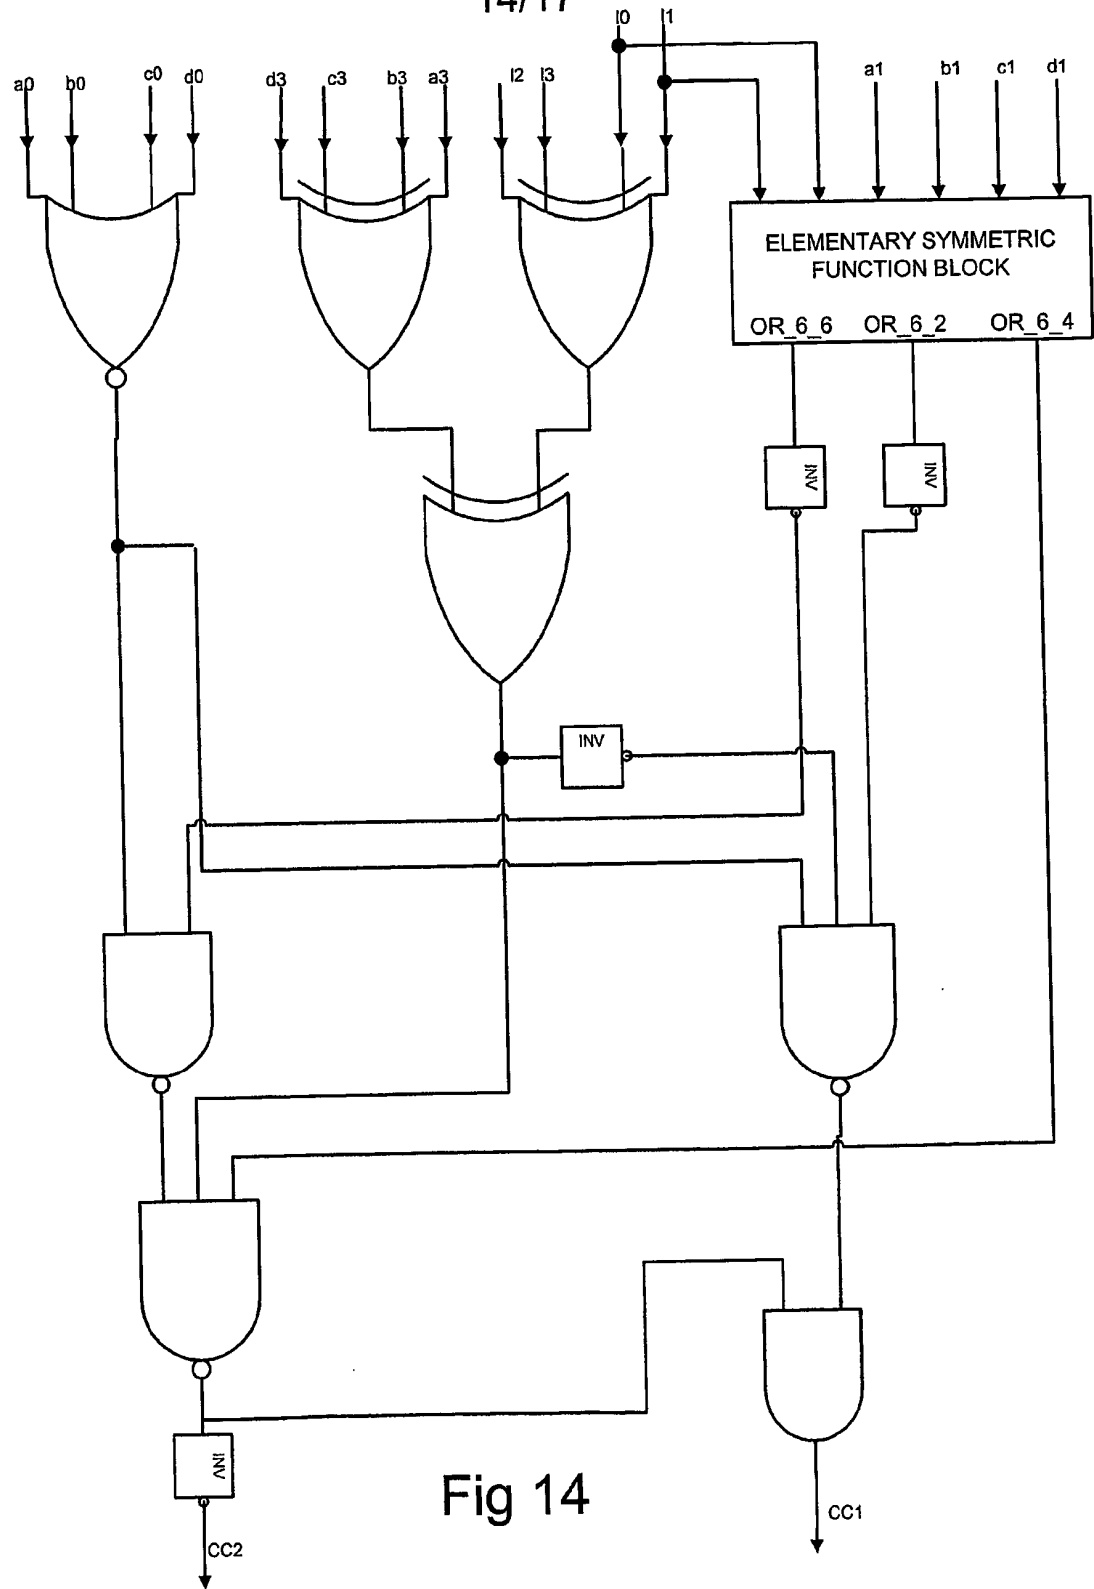 14/17
I0 I1
a0 b0 c0 d0 d3 c3 b3 a3 I2 I3 a1 b1 c1 d1
ELEMENTARY SYMMETRIC
FUNCTION BLOCK
OR_6_6 OR_6_2 OR_6_4
INV INV
INV
INV
Fig 14
CC1
CC2